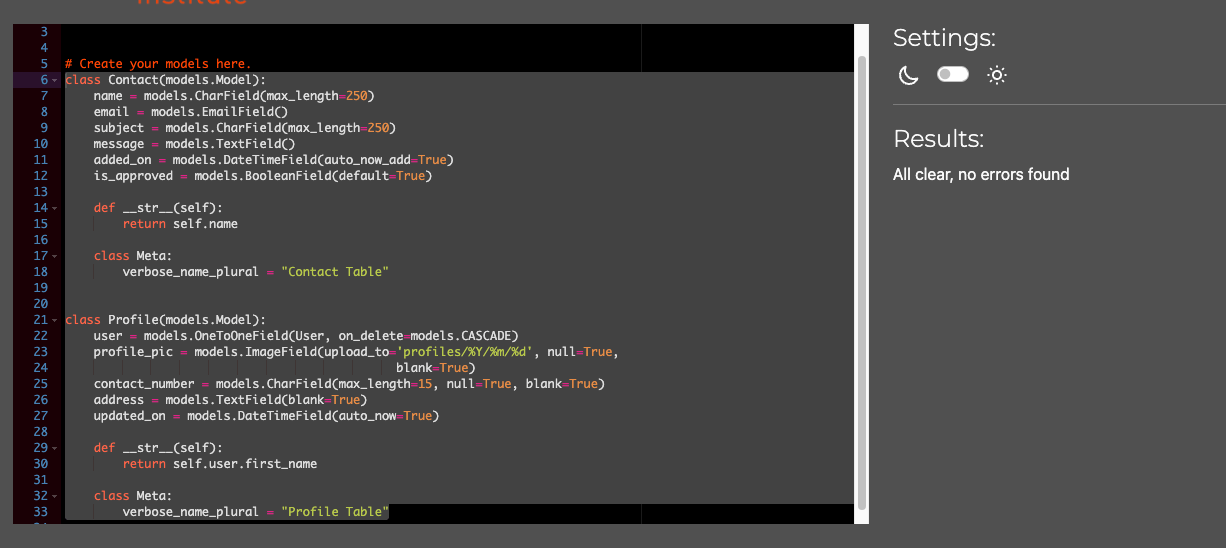 Institute
3
4
5 # Create your models here.
6 class Contact(models.Model):
7 name = models.CharField(max_length=250)
8 email = models.EmailField()
9 subject = models.CharField(max_length=250)
10 message = models.TextField()
11 added_on = models.DateTimeField(auto_now_add=True)
12 is_approved = models.BooleanField(default=True)
13
14 def __str__(self):
15 return self.name
16
17 class Meta:
18 verbose_name_plural = "Contact Table"
19
20
21 class Profile(models.Model):
22 user = models.OneToOneField(User, on_delete=models.CASCADE)
23 profile_pic = models.ImageField(upload_to='profiles/%Y/%m/%d', null=True,
24 blank=True)
25 contact_number = models.CharField(max_length=15, null=True, blank=True)
26 address = models.TextField(blank=True)
27 updated_on = models.DateTimeField(auto_now=True)
28
29 def __str__(self):
30 return self.user.first_name
31
32 class Meta:
33 verbose_name_plural = "Profile Table"
Settings:
Results:
All clear, no errors found